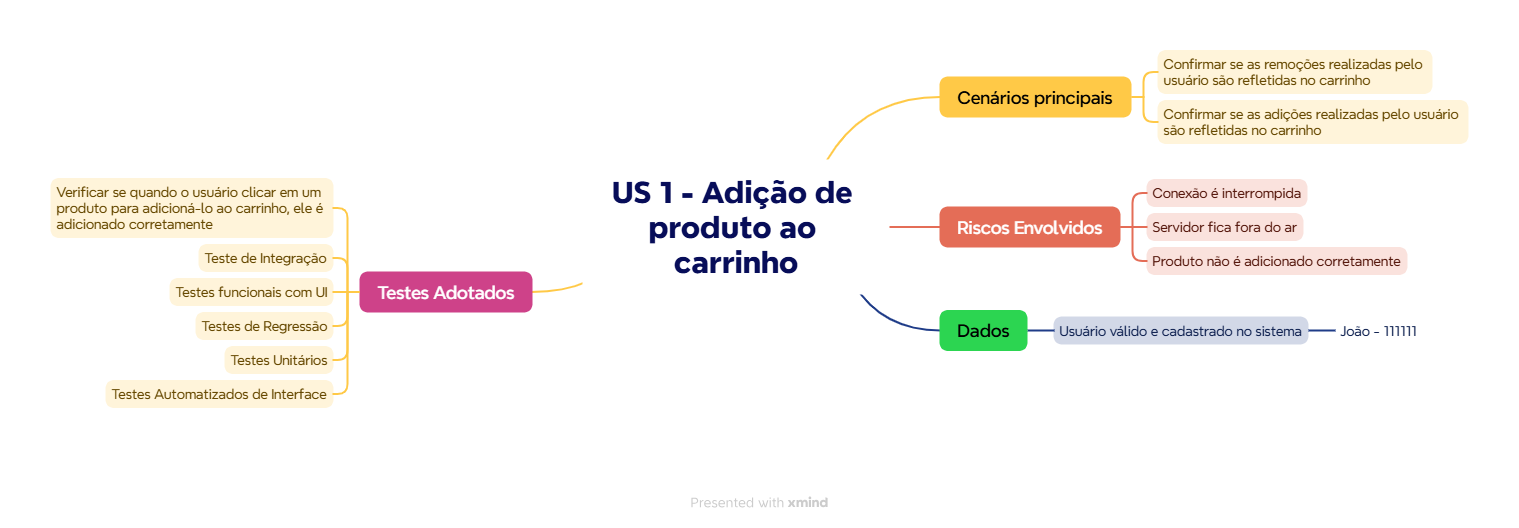 US 1 - Adição de
produto ao
carrinho
Cenários principais
Confirmar se as remoções realizadas pelo
usuário são refletidas no carrinho
Confirmar se as adições realizadas pelo usuário
são refletidas no carrinho
Riscos Envolvidos
Conexão é interrompida
Servidor fica fora do ar
Produto não é adicionado corretamente
Dados
Usuário válido e cadastrado no sistema
João - 111111
Testes Adotados
Verificar se quando o usuário clicar em um
produto para adicioná-lo ao carrinho, ele é
adicionado corretamente
Teste de Integração
Testes funcionais com UI
Testes de Regressão
Testes Unitários
Testes Automatizados de Interface
Presented with xmind